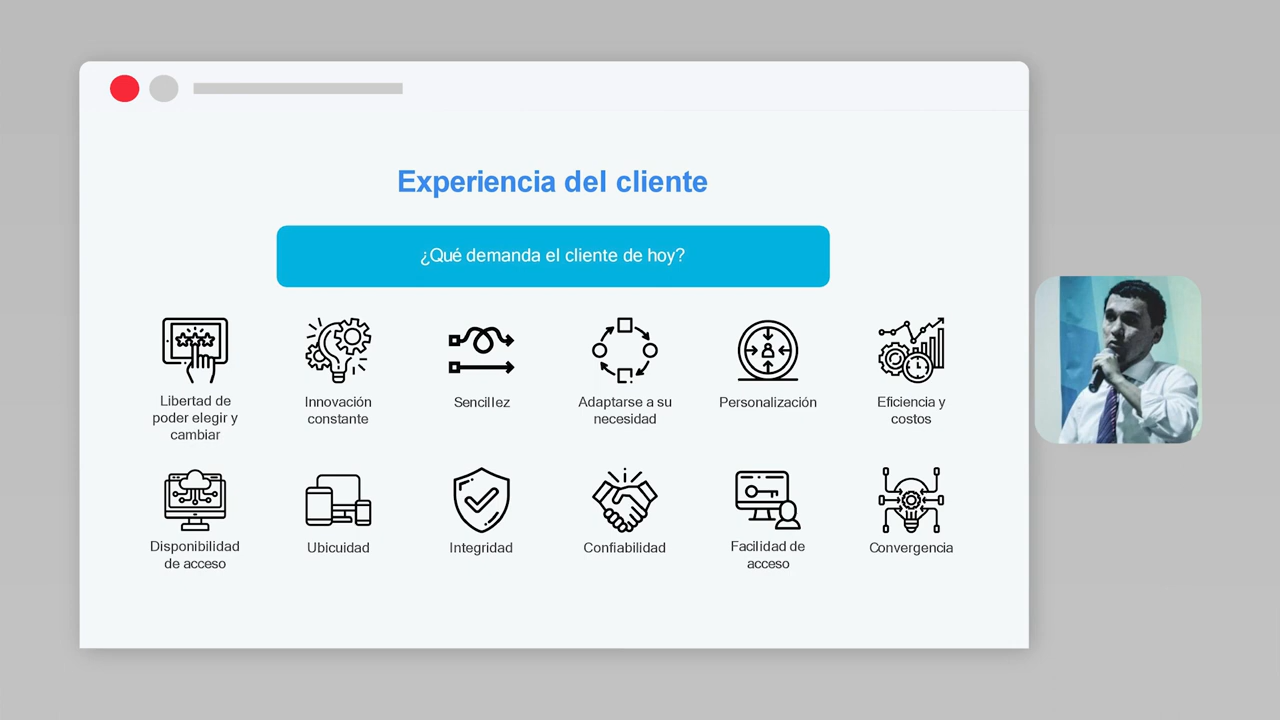 Experiencia del cliente
¿Qué demanda el cliente de hoy?
Libertad de
poder elegir y
cambiar
Innovación
constante
Sencillez
Adaptarse a su
necesidad
Personalización
Eficiencia y
costos
Disponibilidad
de acceso
Ubicuidad
Integridad
Confiabilidad
Facilidad de
acceso
Convergencia